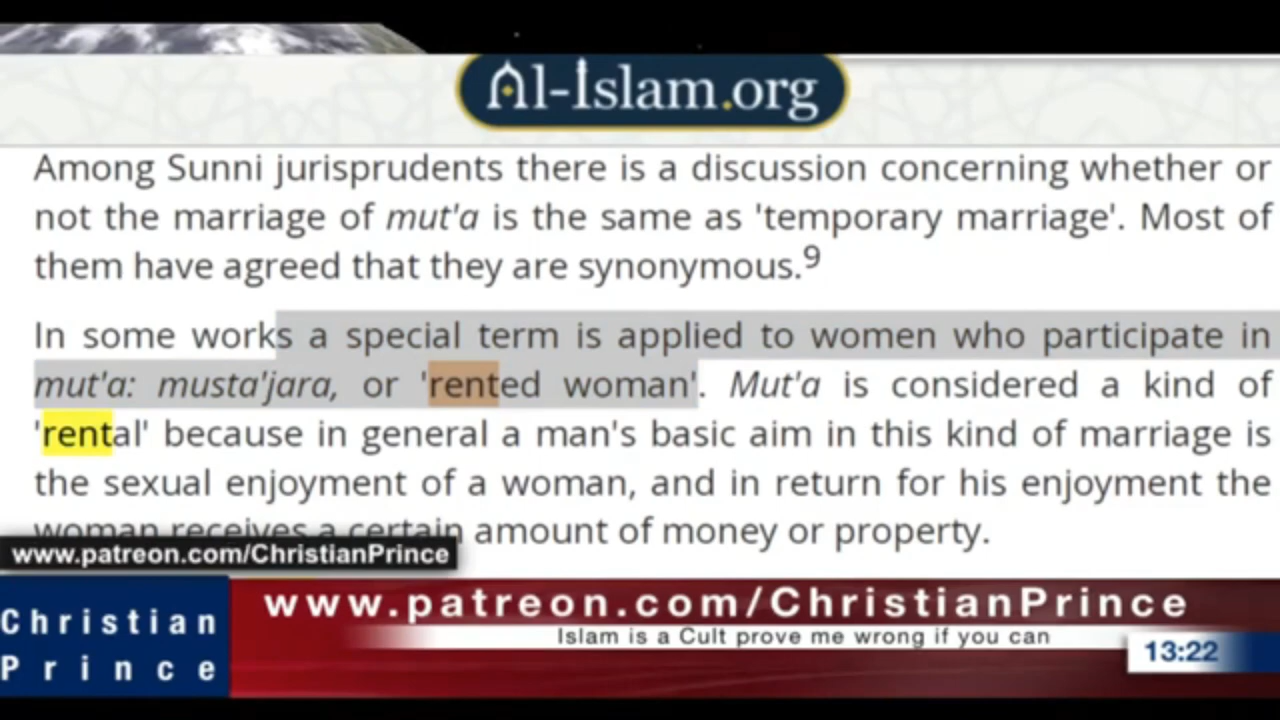 Al-Islam.org
Among Sunni jurisprudents there is a discussion concerning whether or
not the marriage of mut'a is the same as 'temporary marriage'. Most of
them have agreed that they are synonymous.9
In some works a special term is applied to women who participate in
mut'a: musta'jara, or 'rented woman'. Mut'a is considered a kind of
'rental' because in general a man's basic aim in this kind of marriage is
the sexual enjoyment of a woman, and in return for his enjoyment the
woman receives a certain amount of money or property.
www.patreon.com/ChristianPrince
www.patreon.com/ChristianPrince
Islam is a Cult prove me wrong if you can
Christian
Prince
13:22